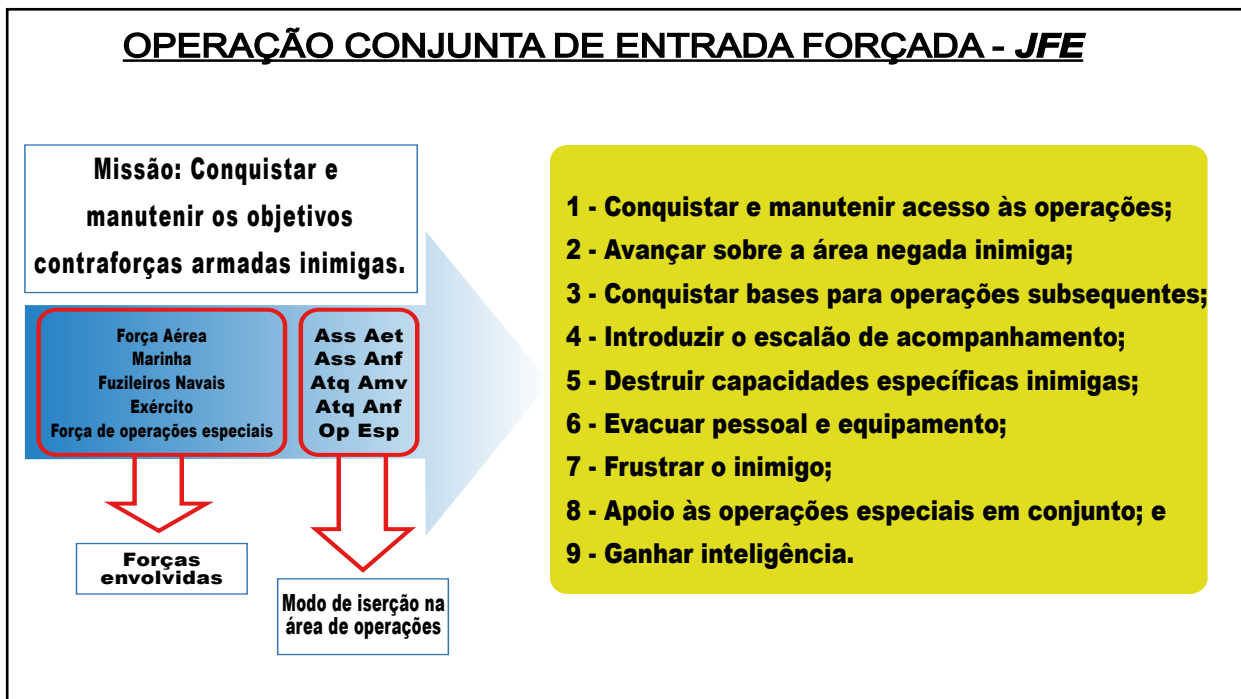 OPERAÇÃO CONJUNTA DE ENTRADA FORÇADA - JFE
Missão: Conquistar e
manutenir os objetivos
contraforças armadas inimigas.
Força Aérea
Marinha
Fuzileiros Navais
Exército
Força de operações especiais
Ass Aet
Ass Anf
Atq Amv
Atq Anf
Op Esp
Forças
envolvidas
Modo de iserção na
área de operações
1 - Conquistar e manutenir acesso às operações;
2 - Avançar sobre a área negada inimiga;
3 - Conquistar bases para operações subsequentes;
4 - Introduzir o escalão de acompanhamento;
5 - Destruir capacidades específicas inimigas;
6 - Evacuar pessoal e equipamento;
7 - Frustrar o inimigo;
8 - Apoio às operações especiais em conjunto; e
9 - Ganhar inteligência.